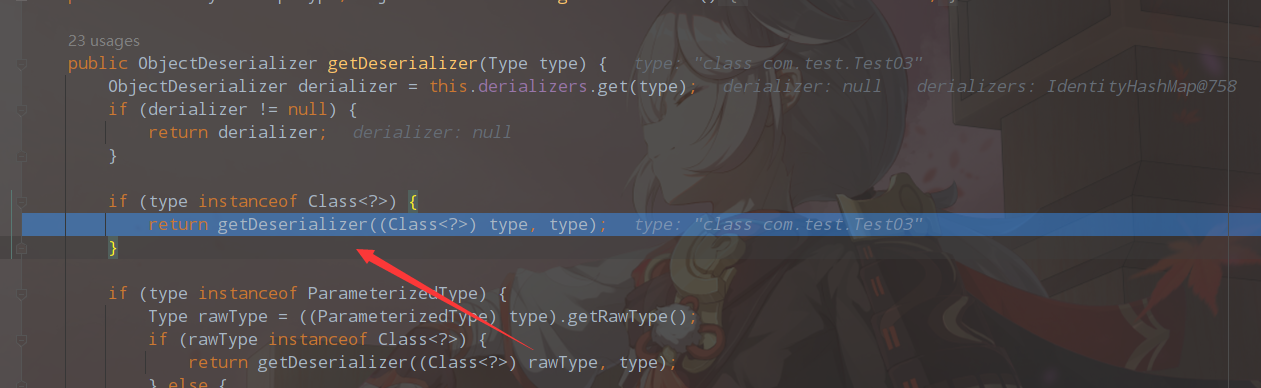 23 usages
public ObjectDeserializer getDeserializer(Type type) {   type: "class com.test.Test03"
ObjectDeserializer derializer = this.derializers.get(type);   derializer: null   derializers: IdentityHashMap@758
if (derializer != null) {
return derializer;   derializer: null
}
if (type instanceof Class<?>) {
return getDeserializer((Class<?>) type, type);   type: "class com.test.Test03"
}
if (type instanceof ParameterizedType) {
Type rawType = ((ParameterizedType) type).getRawType();
if (rawType instanceof Class<?>) {
return getDeserializer((Class<?>) rawType, type);
} else {